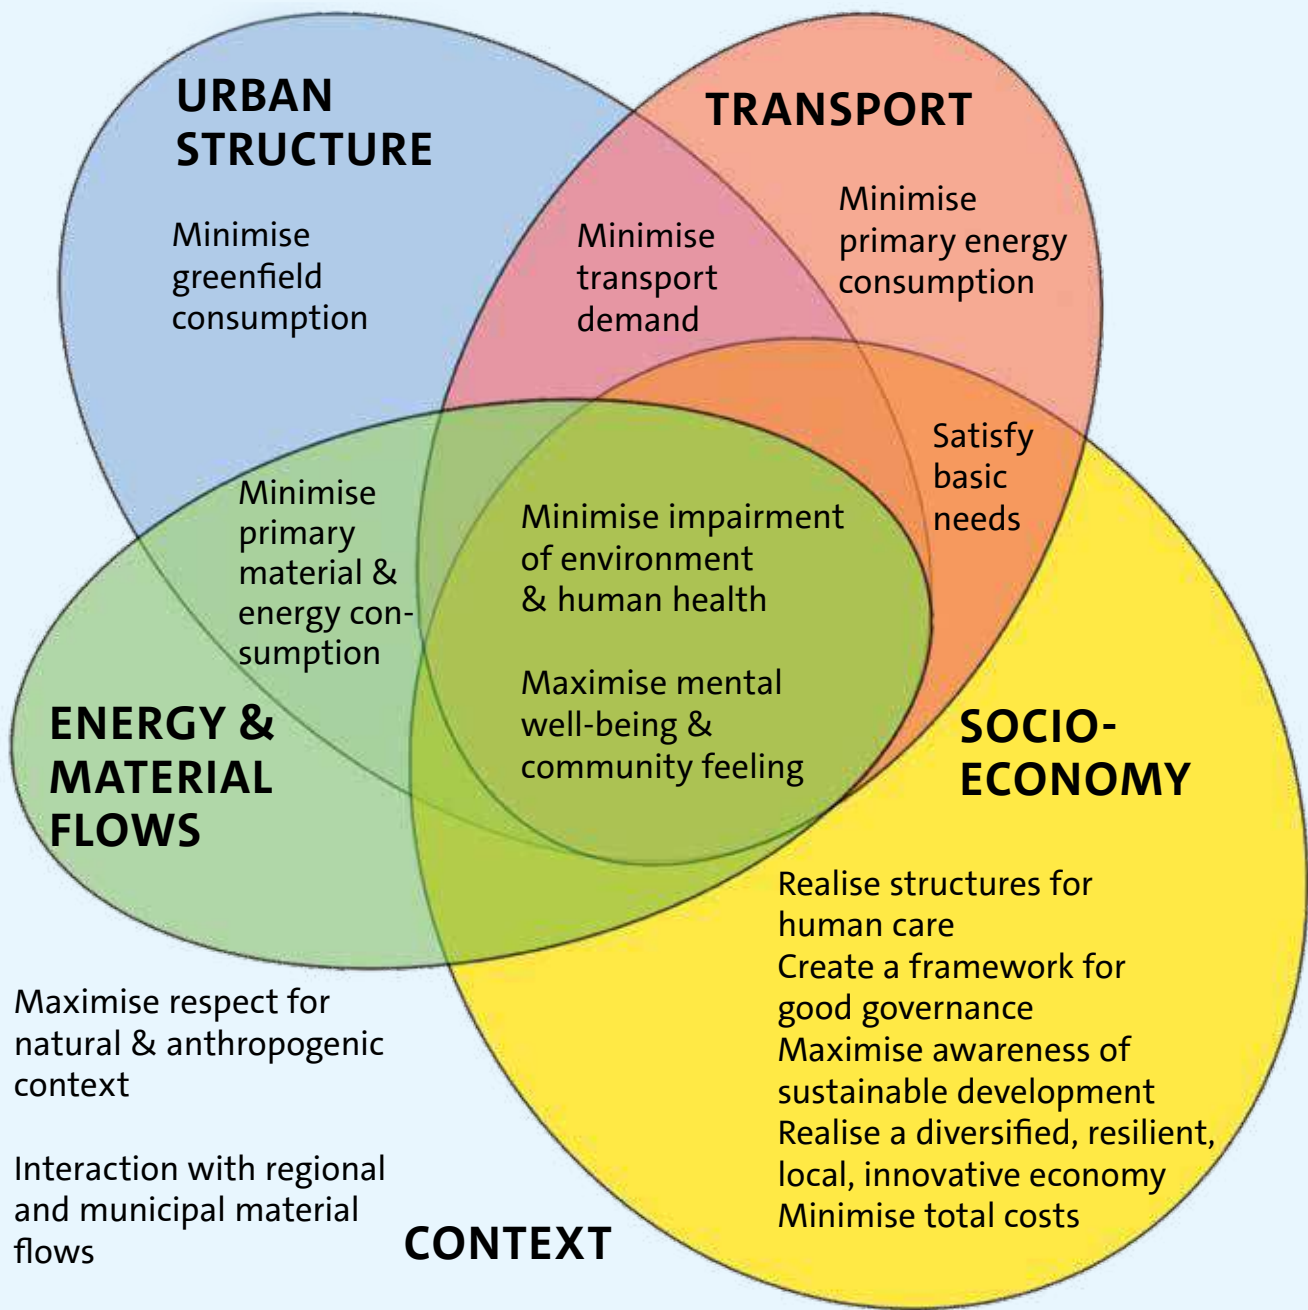 URBAN
STRUCTURE
Minimise
greenfield
consumption
TRANSPORT
Minimise
primary energy
consumption
Minimise
transport
demand
Satisfy
basic
needs
Minimise
primary
material &
energy con-
sumption
Minimise impairment
of environment
& human health
Maximise mental
well-being &
community feeling
ENERGY &
MATERIAL
FLOWS
SOCIO-
ECONOMY
Realise structures for
human care
Create a framework for
good governance
Maximise awareness of
sustainable development
Realise a diversified, resilient,
local, innovative economy
Minimise total costs
Maximise respect for
natural & anthropogenic
context
Interaction with regional
and municipal material
flows
CONTEXT